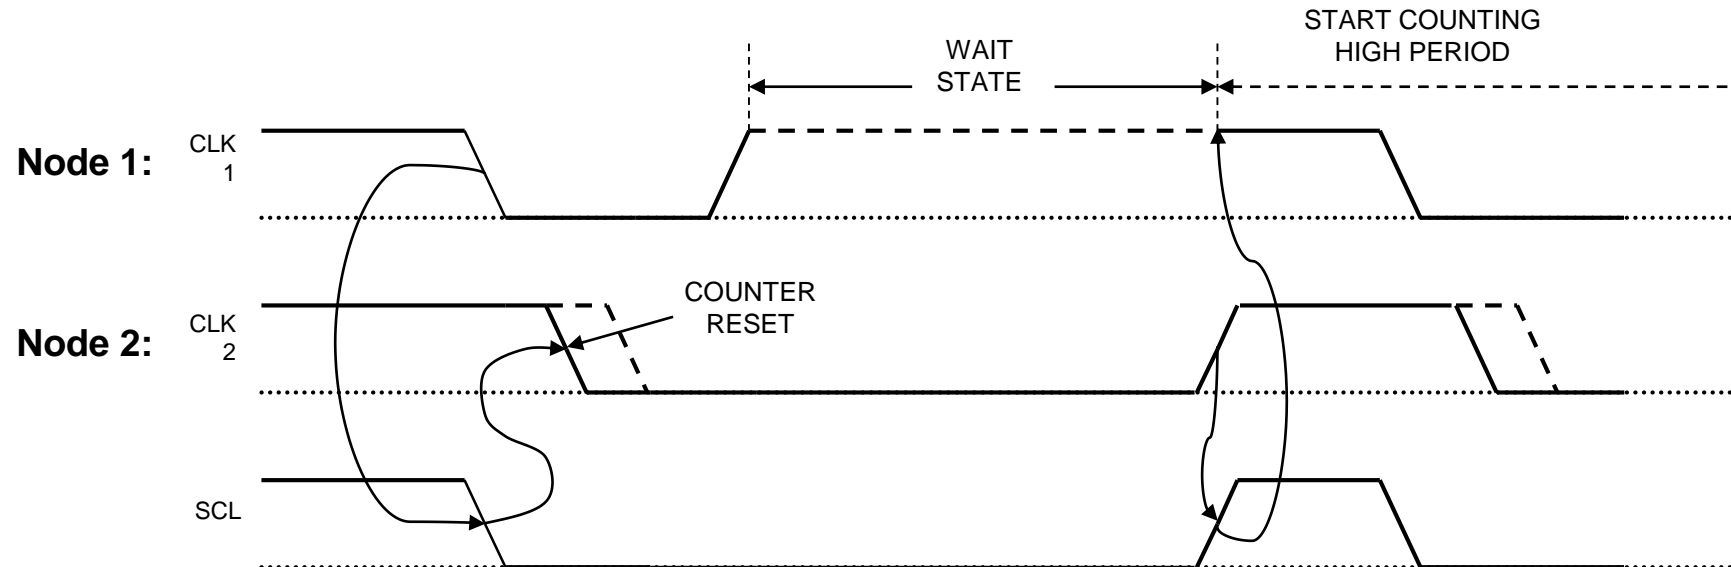 START COUNTING
HIGH PERIOD
WAIT
STATE
Node 1:
CLK
1
COUNTER
RESET
Node 2:
CLK
2
SCL